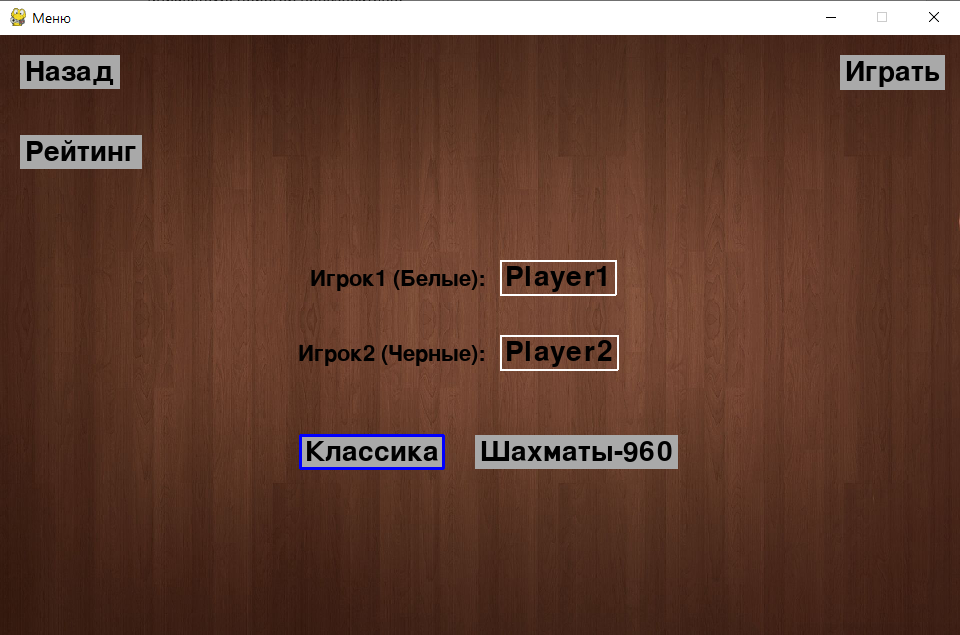 Меню
Назад
Играть
Рейтинг
Игрок1 (Белые): Player1
Игрок2 (Черные): Player2
Классика
Шахматы-960